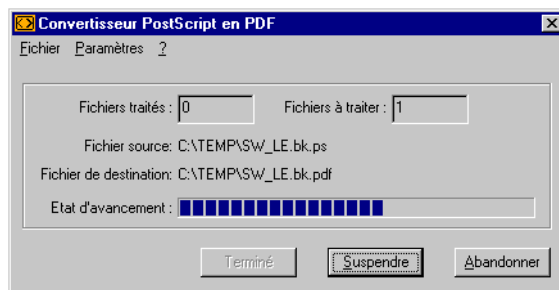 Convertisseur PostScript en PDF
Fichier Paramètres ?
Fichiers traités : 0 Fichiers à traiter : 1
Fichier source: C:\TEMP\SW_LE.bk.ps
Fichier de destination: C:\TEMP\SW_LE.bk.pdf
Etat d'avancement :
Terminé Suspendre Abandonner